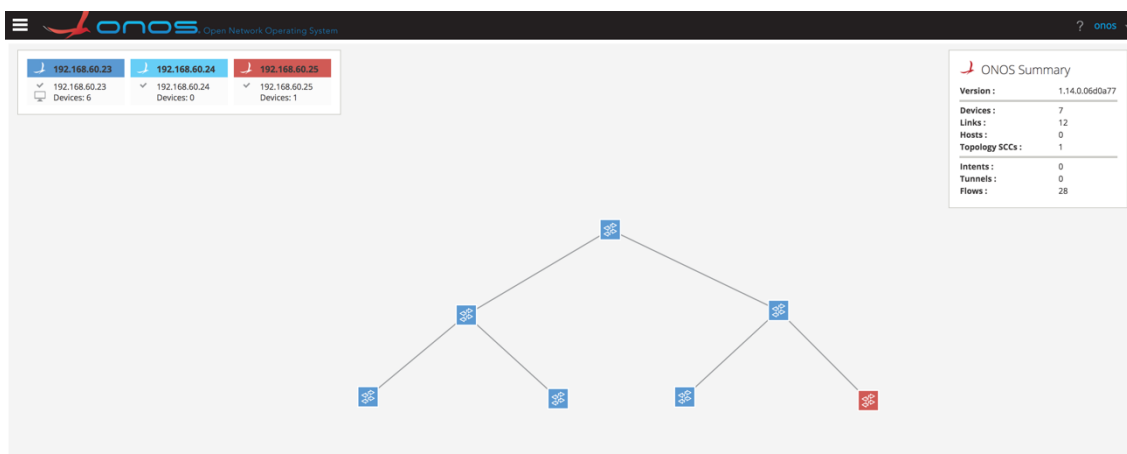 onos Open Network Operating System
? onos
192.168.60.23
192.168.60.23
Devices: 6
192.168.60.24
192.168.60.24
Devices: 0
192.168.60.25
192.168.60.25
Devices: 1
ONOS Summary
Version : 1.14.0.06d0a77
Devices : 7
Links : 12
Hosts : 0
Topology SCCs : 1
Intents : 0
Tunnels : 0
Flows : 28